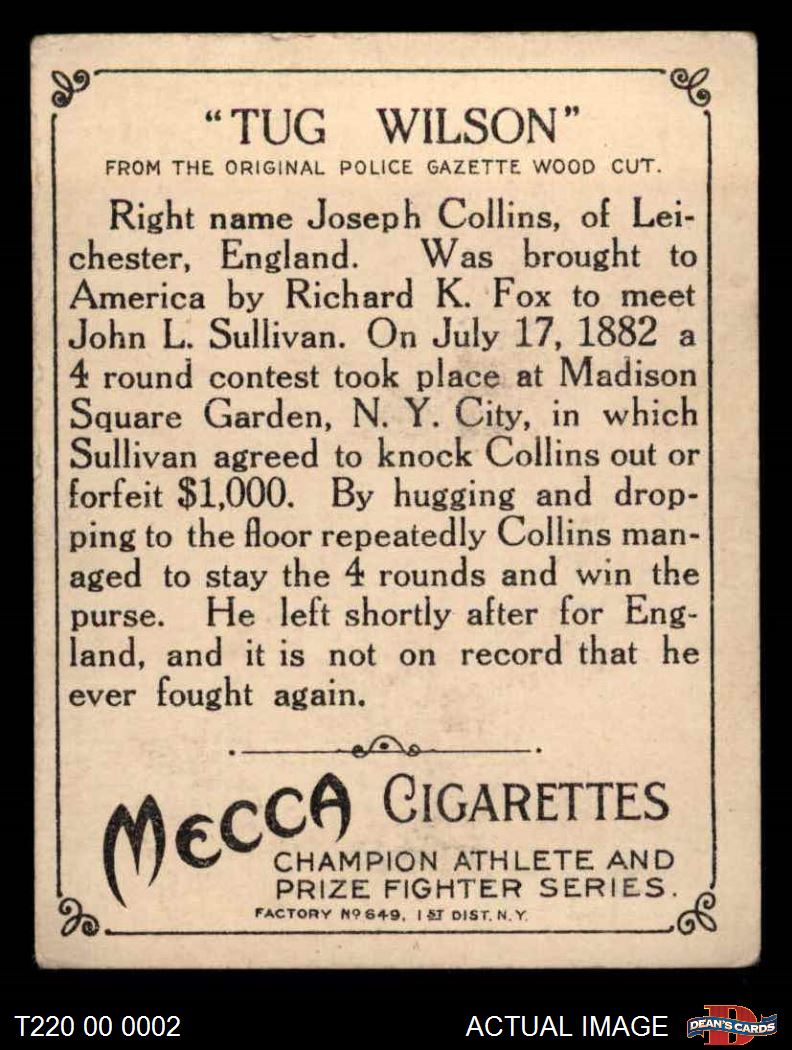 "TUG WILSON"
FROM THE ORIGINAL POLICE GAZETTE WOOD CUT.
Right name Joseph Collins, of Lei-
chester, England. Was brought to
America by Richard K. Fox to meet
John L. Sullivan. On July 17, 1882 a
4 round contest took place at Madison
Square Garden, N. Y. City, in which
Sullivan agreed to knock Collins out or
forfeit $1,000. By hugging and drop-
ping to the floor repeatedly Collins man-
aged to stay the 4 rounds and win the
purse. He left shortly after for Eng-
land, and it is not on record that he
ever fought again.
MECCA CIGARETTES
CHAMPION ATHLETE AND
PRIZE FIGHTER SERIES.
FACTORY Nº 649, 1ST DIST. N.Y.
T220 00 0002 ACTUAL IMAGE D DEAN'S CARDS